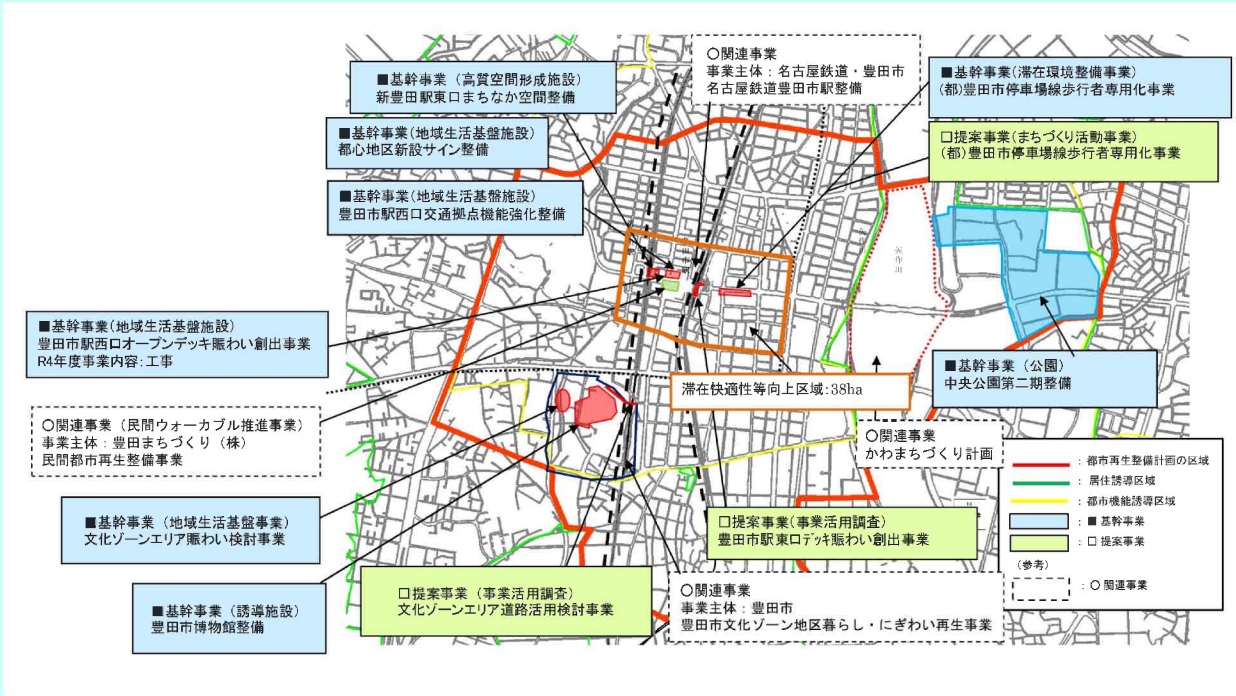 ■基幹事業（高質空間形成施設）
新豊田駅東口まちなか空間整備
○関連事業
事業主体：名古屋鉄道・豊田市
名古屋鉄道豊田市駅整備
■基幹事業（滞在環境整備事業）
(都)豊田市停車場線歩行者専用化事業
■基幹事業（地域生活基盤施設）
都心地区新設サイン整備
□提案事業（まちづくり活動事業）
(都)豊田市停車場線歩行者専用化事業
■基幹事業（地域生活基盤施設）
豊田市駅西口交通拠点機能強化整備
矢作川
■基幹事業（地域生活基盤施設）
豊田市駅西口オープンデッキ賑わい創出事業
R4年度事業内容：工事
■基幹事業（公園）
中央公園第二期整備
滞在快適性等向上区域：38ha
○関連事業（民間ウォーカブル推進事業）
事業主体：豊田まちづくり（株）
民間都市再生整備事業
○関連事業
かわまちづくり計画
■基幹事業（地域生活基盤事業）
文化ゾーンエリア賑わい検討事業
□提案事業（事業活用調査）
豊田市駅東口デッキ賑わい創出事業
□提案事業（事業活用調査）
文化ゾーンエリア道路活用検討事業
■基幹事業（誘導施設）
豊田市博物館整備
○関連事業
事業主体：豊田市
豊田市文化ゾーン地区暮らし・にぎわい再生事業
：都市再生整備計画の区域
：居住誘導区域
：都市機能誘導区域
：■ 基幹事業
：□ 提案事業
（参考）
：○ 関連事業